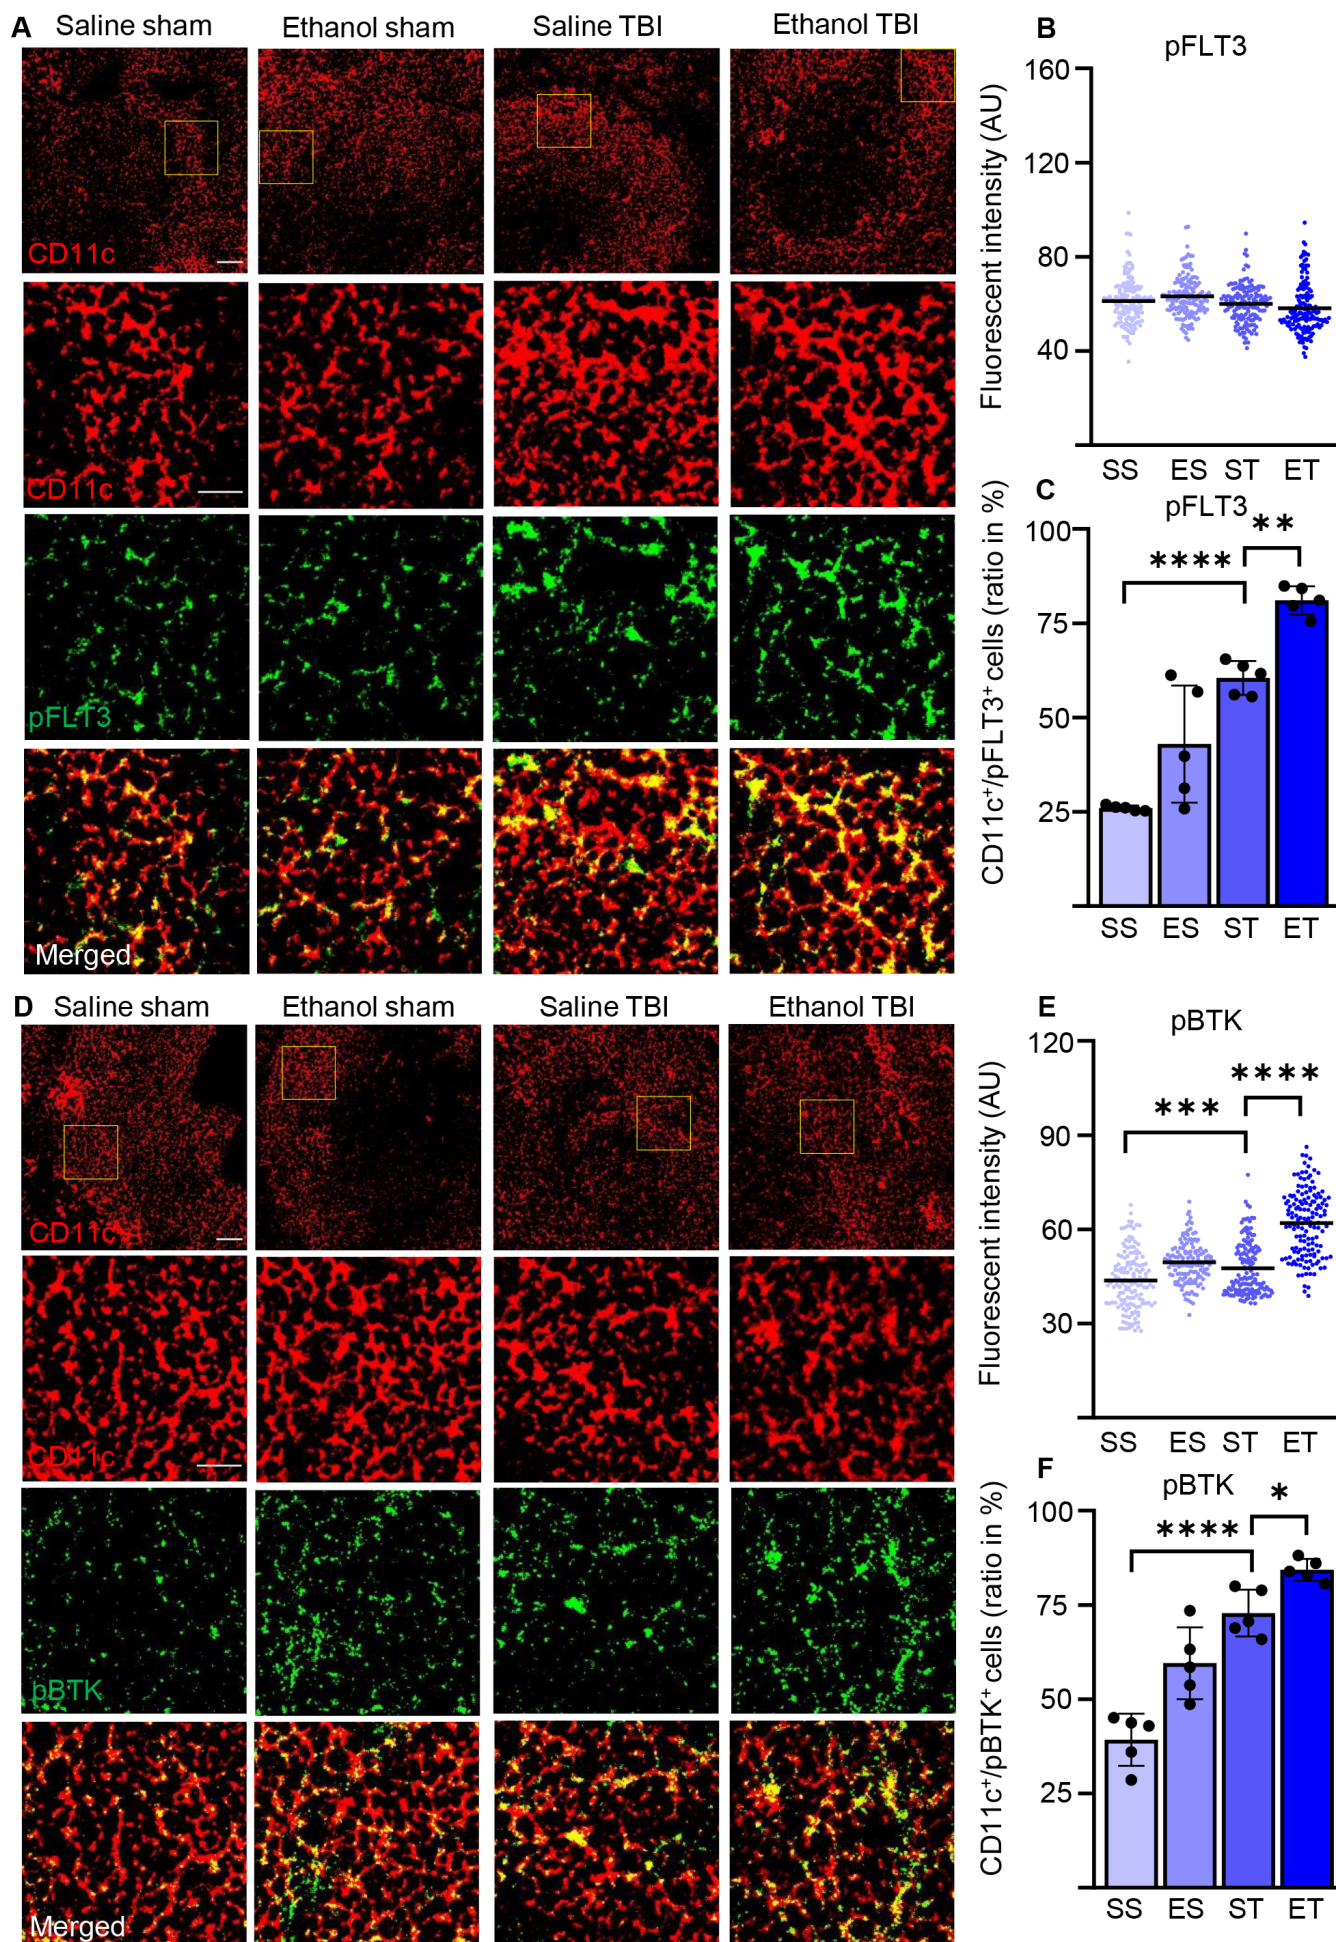 A
Saline sham
Ethanol sham
Saline TBI
Ethanol TBI
CD11c
CD11c
pFLT3
Merged
B
pFLT3
Fluorescent intensity (AU)
160
120
80
40
SS ES ST ET
C
pFLT3
CD11c⁺/pFLT3⁺ cells (ratio in %)
100
75
50
25
**** **
SS ES ST ET
D
Saline sham
Ethanol sham
Saline TBI
Ethanol TBI
CD11c
CD11c
pBTK
Merged
E
pBTK
Fluorescent intensity (AU)
120
90
60
30
*** ****
SS ES ST ET
F
pBTK
CD11c⁺/pBTK⁺ cells (ratio in %)
100
75
50
25
**** *
SS ES ST ET